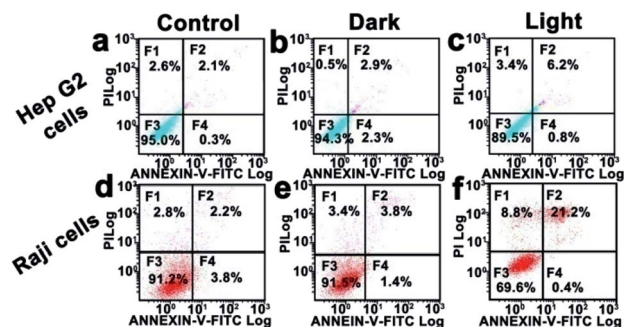 Control Dark Light
Hep G2 cells
a
PILog
10³
10²
10¹
10⁰
F1 F2
2.6% 2.1%
F3 F4
95.0% 0.3%
10⁰ 10¹ 10² 10³
ANNEXIN-V-FITC Log
b
PILog
10³
10²
10¹
10⁰
F1 F2
0.5% 2.9%
F3 F4
94.3% 2.3%
10⁰ 10¹ 10² 10³
ANNEXIN-V-FITC Log
c
PILog
10³
10²
10¹
10⁰
F1 F2
3.4% 6.2%
F3 F4
89.5% 0.8%
10⁰ 10¹ 10² 10³
ANNEXIN-V-FITC Log
Raji cells
d
PILog
10³
10²
10¹
10⁰
F1 F2
2.8% 2.2%
F3 F4
91.2% 3.8%
10⁰ 10¹ 10² 10³
ANNEXIN-V-FITC Log
e
PILog
10³
10²
10¹
10⁰
F1 F2
3.4% 3.8%
F3 F4
91.5% 1.4%
10⁰ 10¹ 10² 10³
ANNEXIN-V-FITC Log
f
PILog
10³
10²
10¹
10⁰
F1 F2
8.8% 21.2%
F3 F4
69.6% 0.4%
10⁰ 10¹ 10² 10³
ANNEXIN-V-FITC Log